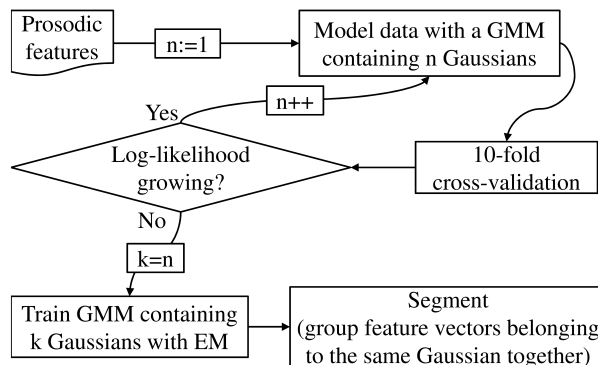 Prosodic
features
n:=1
Model data with a GMM
containing n Gaussians
n++
Yes
Log-likelihood
growing?
10-fold
cross-validation
No
k=n
Train GMM containing
k Gaussians with EM
Segment
(group feature vectors belonging
to the same Gaussian together)